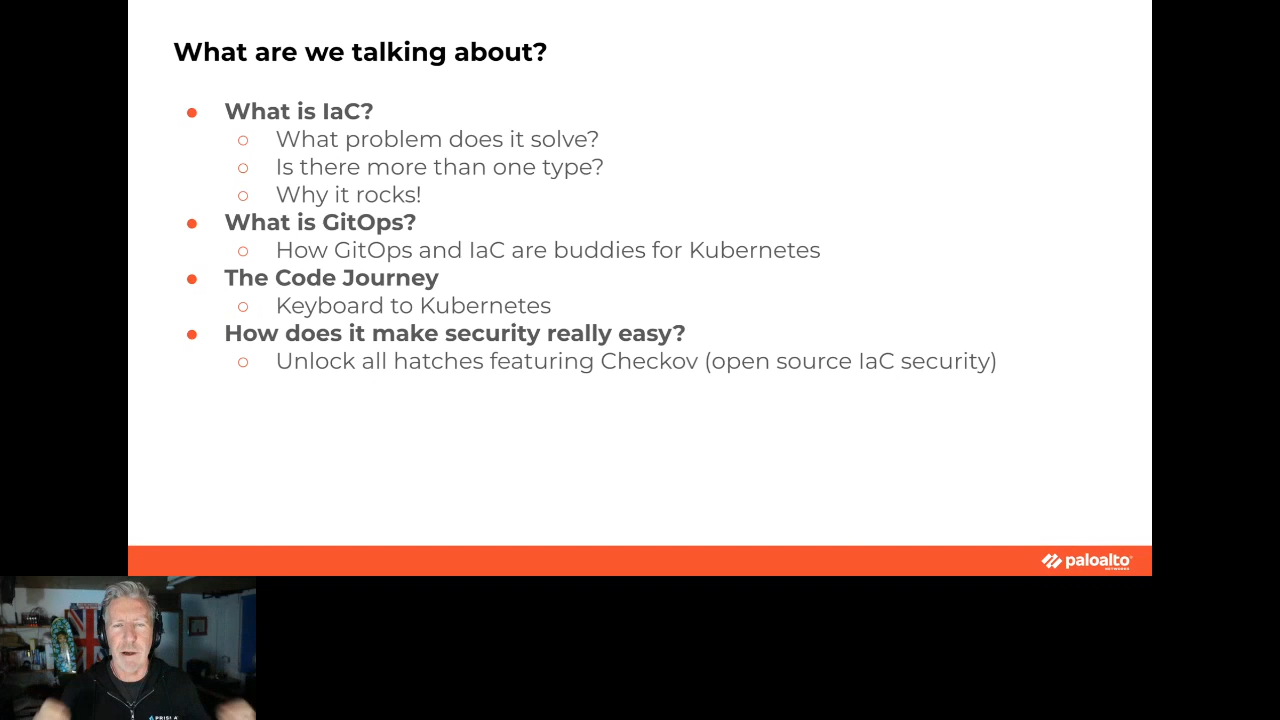 What are we talking about?
● What is IaC?
○ What problem does it solve?
○ Is there more than one type?
○ Why it rocks!
● What is GitOps?
○ How GitOps and IaC are buddies for Kubernetes
● The Code Journey
○ Keyboard to Kubernetes
● How does it make security really easy?
○ Unlock all hatches featuring Checkov (open source IaC security)
paloalto
NETWORKS